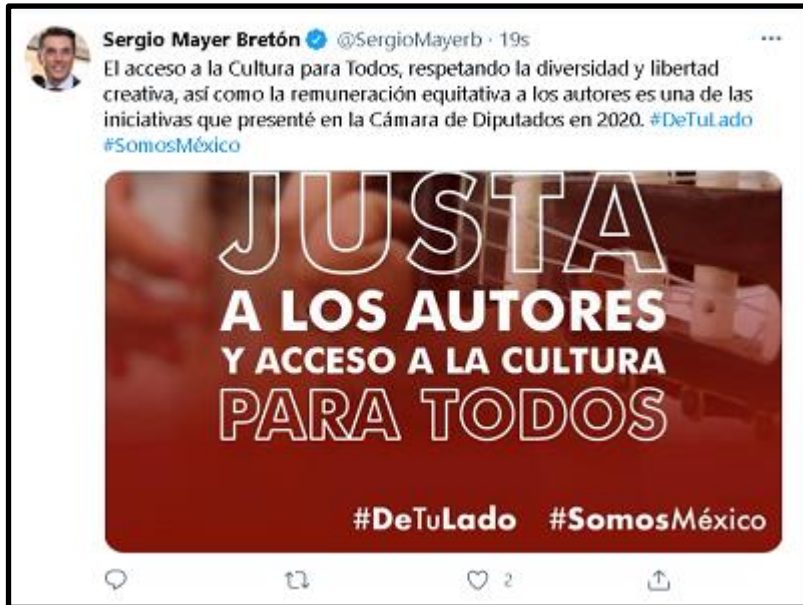 Sergio Mayer Bretón @SergioMayerb · 19s
El acceso a la Cultura para Todos, respetando la diversidad y libertad
creativa, así como la remuneración equitativa a los autores es una de las
iniciativas que presenté en la Cámara de Diputados en 2020. #DeTuLado
#SomosMéxico
JUSTA
A LOS AUTORES
Y ACCESO A LA CULTURA
PARA TODOS
#DeTuLado #SomosMéxico
2